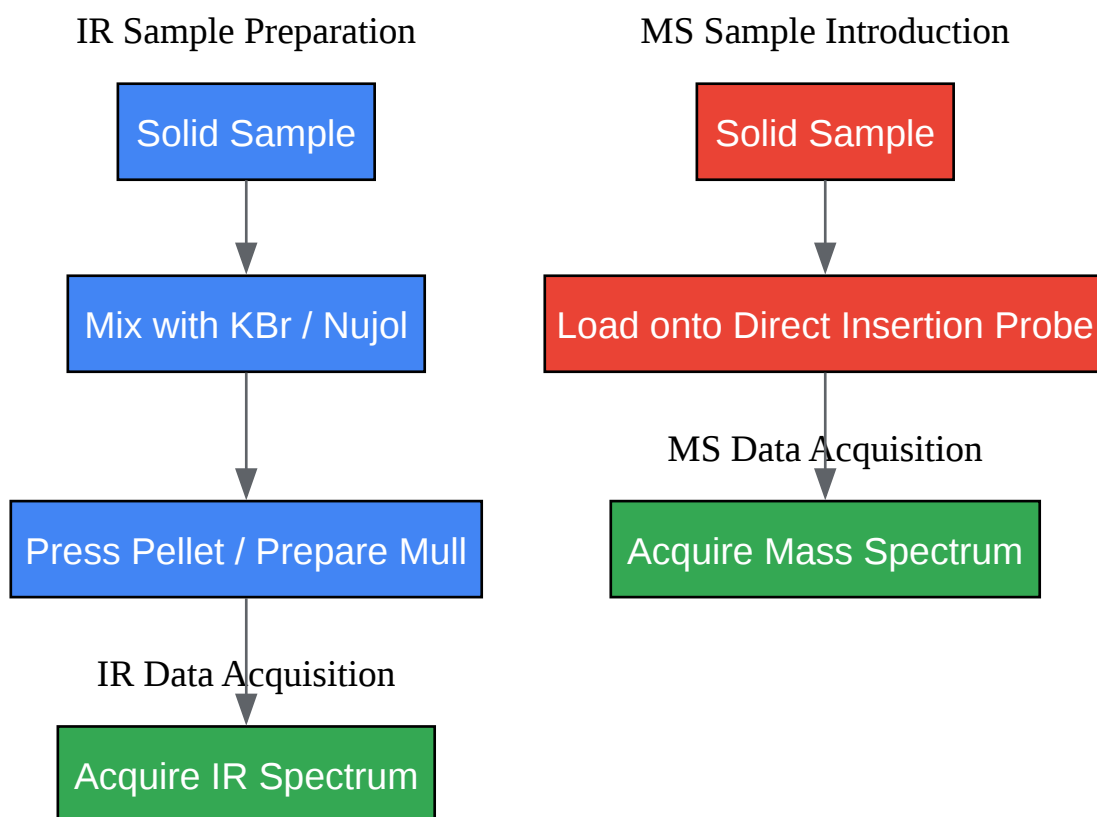 IR Sample Preparation
Solid Sample
Mix with KBr / Nujol
Press Pellet / Prepare Mull
IR Data Acquisition
Acquire IR Spectrum
MS Sample Introduction
Solid Sample
Load onto Direct Insertion Probe
MS Data Acquisition
Acquire Mass Spectrum